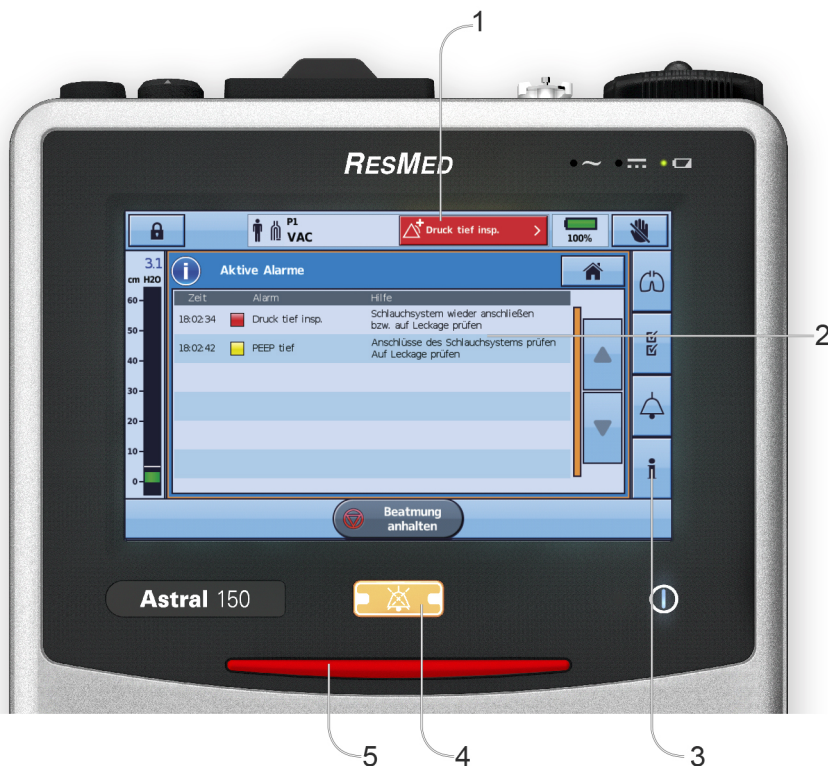 1
RESMED
P1
VAC
Druck tief insp.
100%
3.1
cm H2O
Aktive Alarme
Zeit Alarm Hilfe
18:02:34 Druck tief insp. Schlauchsystem wieder anschließen
bzw. auf Leckage prüfen
18:02:42 PEEP tief Anschlüsse des Schlauchsystems prüfen
Auf Leckage prüfen
60
50
40
30
20
10
0
2
Beatmung
anhalten
Astral 150
5
4
3